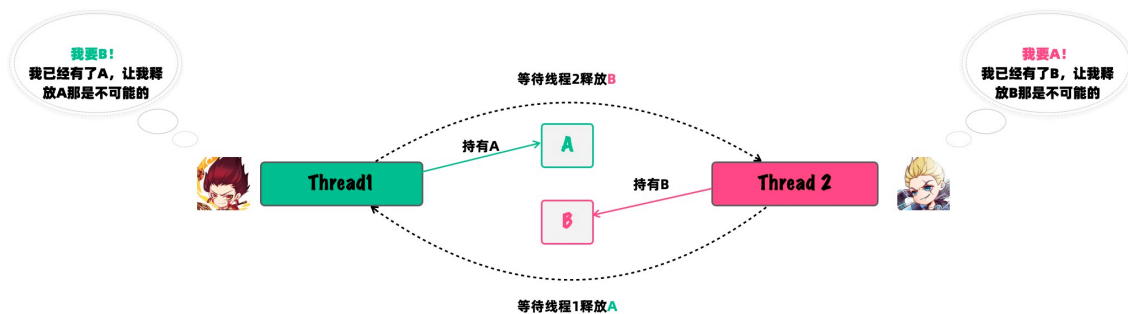 我要B!
我已经有了A，让我释
放A那是不可能的
我要A!
我已经有了B，让我释
放B那是不可能的
等待线程2释放B
持有A
A
Thread1
持有B
Thread 2
B
等待线程1释放A